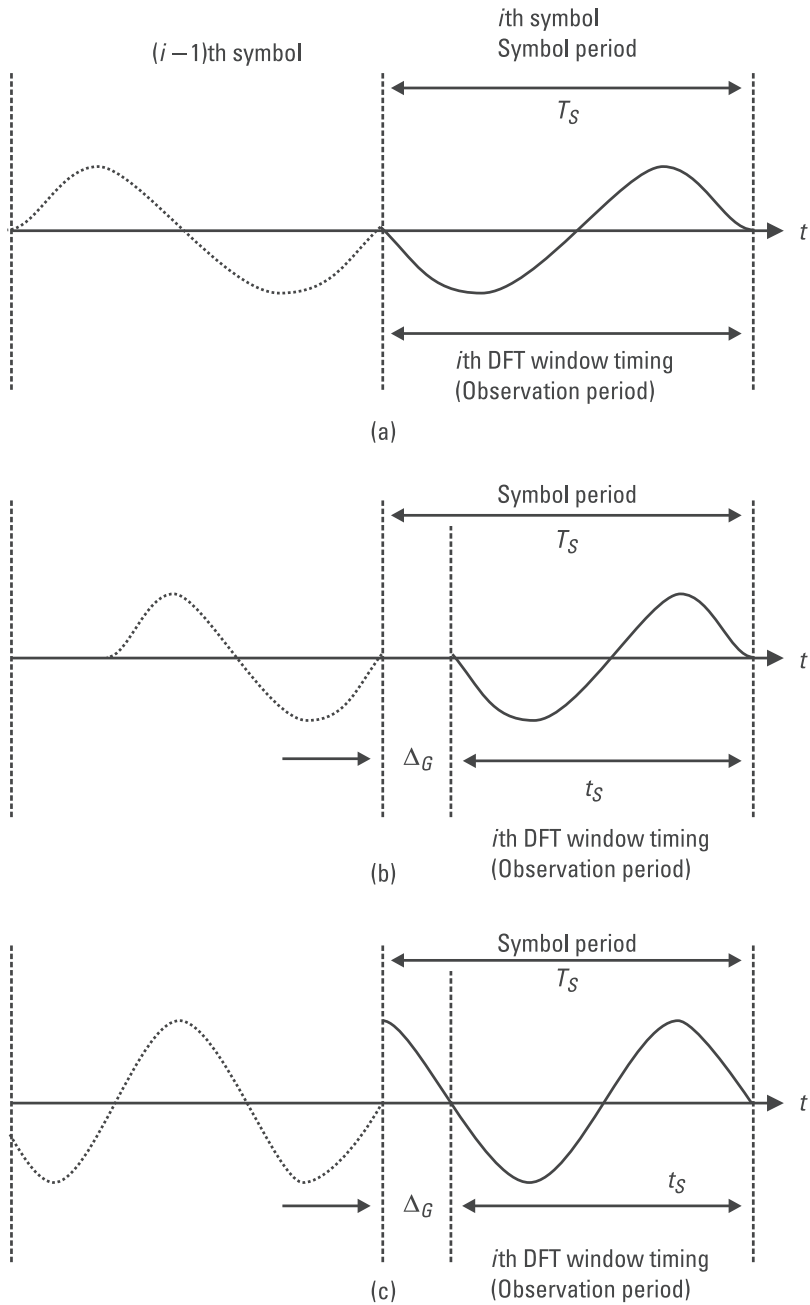 ith symbol
(i – 1)th symbol
Symbol period
T_S
t
ith DFT window timing
(Observation period)
(a)
Symbol period
T_S
t
Δ_G
t_S
ith DFT window timing
(Observation period)
(b)
Symbol period
T_S
t
t_S
Δ_G
ith DFT window timing
(Observation period)
(c)